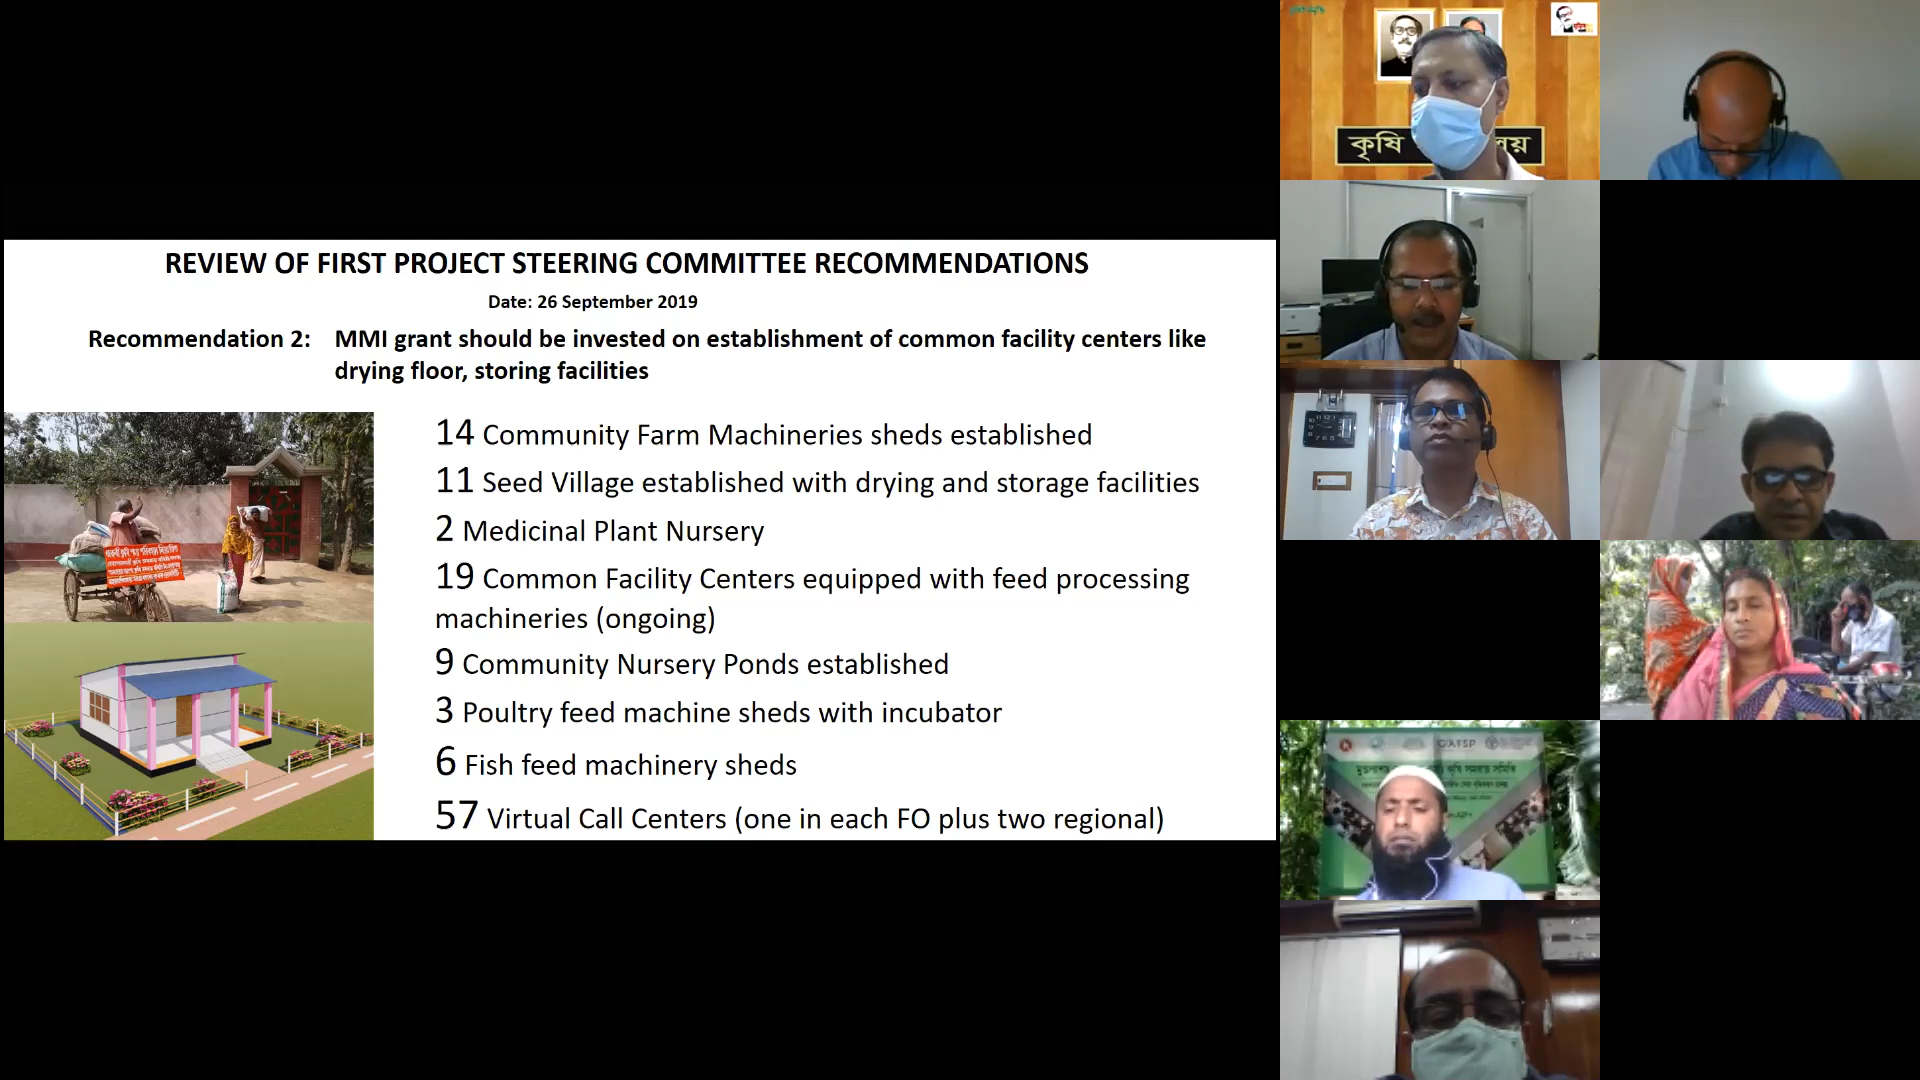 REVIEW OF FIRST PROJECT STEERING COMMITTEE RECOMMENDATIONS
Date: 26 September 2019
Recommendation 2: MMI grant should be invested on establishment of common facility centers like
drying floor, storing facilities
14 Community Farm Machineries sheds established
11 Seed Village established with drying and storage facilities
2 Medicinal Plant Nursery
19 Common Facility Centers equipped with feed processing
machineries (ongoing)
9 Community Nursery Ponds established
3 Poultry feed machine sheds with incubator
6 Fish feed machinery sheds
57 Virtual Call Centers (one in each FO plus two regional)
কৃষি
GAFSP
কৃষি সমবায় সমিতি